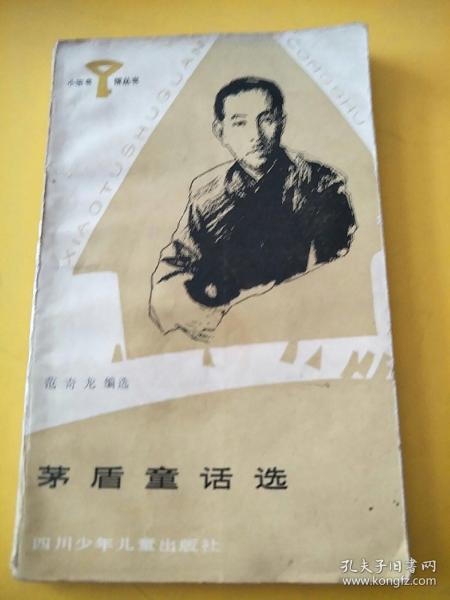 小图书馆丛书
XIAOTUSHUGUAN CONGSHU
范奇龙 编选
茅盾童话选
四川少年儿童出版社
孔夫子旧书网
www.kongfz.com